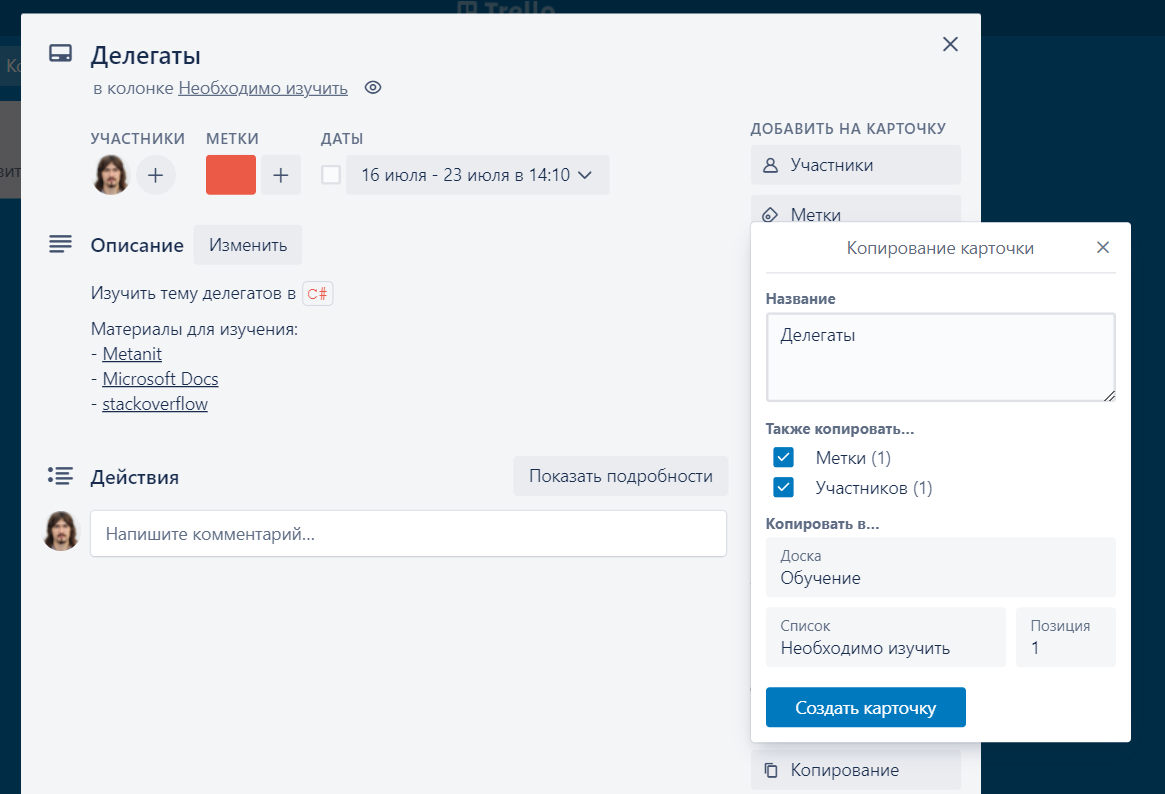 Trello
Делегаты
в колонке Необходимо изучить
УЧАСТНИКИ МЕТКИ ДАТЫ
16 июля - 23 июля в 14:10
Описание Изменить
Изучить тему делегатов в C#
Материалы для изучения:
- Metanit
- Microsoft Docs
- stackoverflow
Действия Показать подробности
Напишите комментарий...
ДОБАВИТЬ НА КАРТОЧКУ
Участники
Метки
Копирование карточки
Название
Делегаты
Также копировать...
Метки (1)
Участников (1)
Копировать в...
Доска
Обучение
Список
Необходимо изучить
Позиция
1
Создать карточку
Копирование